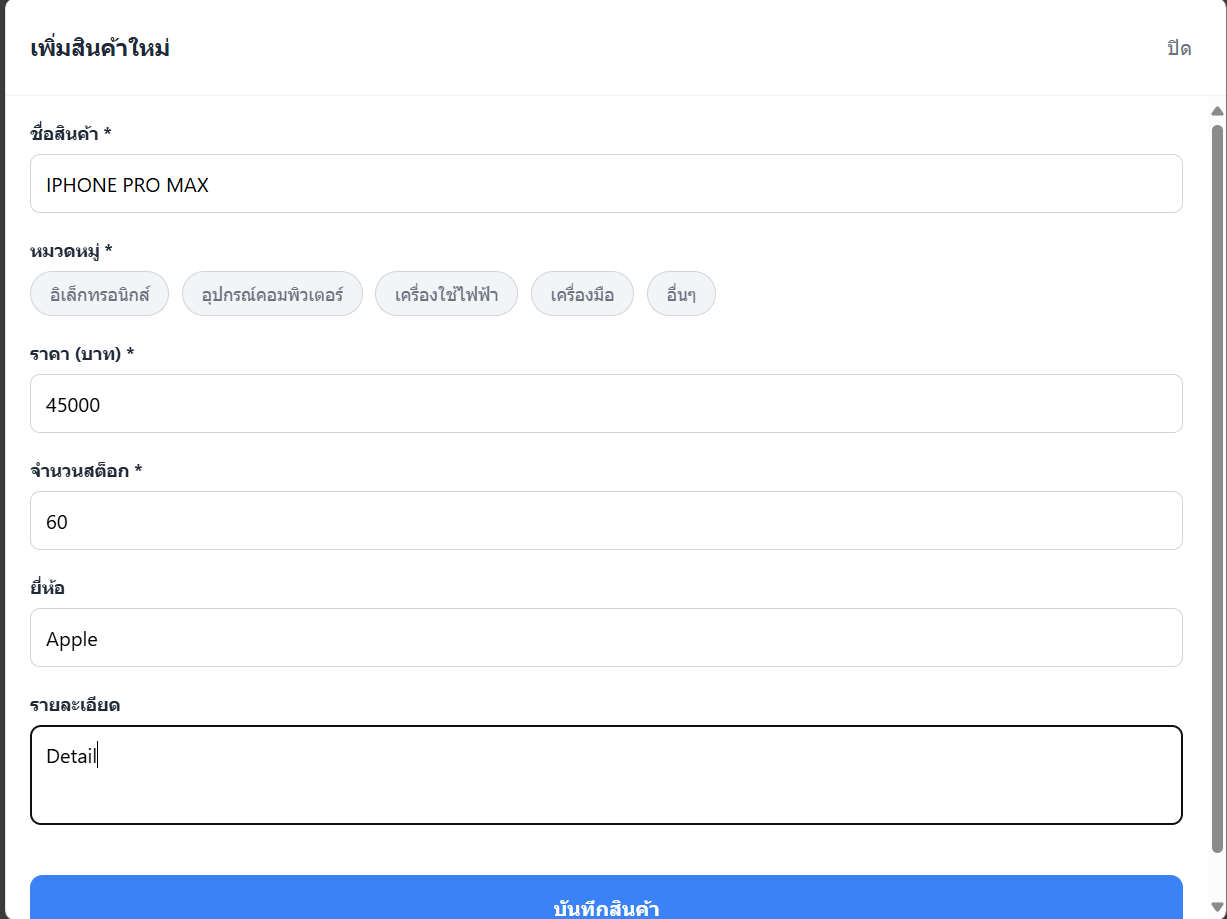 เพิ่มสินค้าใหม่ ปิด
ชื่อสินค้า *
IPHONE PRO MAX
หมวดหมู่ *
อิเล็กทรอนิกส์ อุปกรณ์คอมพิวเตอร์ เครื่องใช้ไฟฟ้า เครื่องมือ อื่นๆ
ราคา (บาท) *
45000
จำนวนสต็อก *
60
ยี่ห้อ
Apple
รายละเอียด
Detail
บันทึกสินค้า